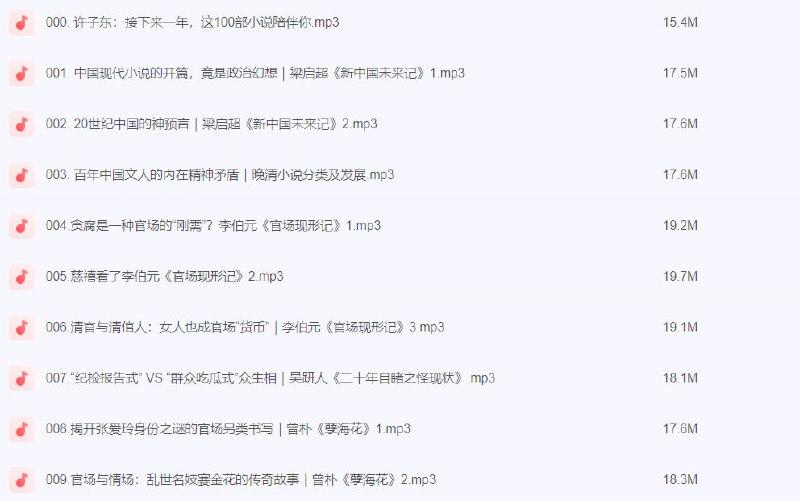 000. 许子东：接下来一年，这100部小说陪伴你.mp3 15.4M
001. 中国现代小说的开篇，竟是政治幻想 | 梁启超《新中国未来记》1.mp3 17.5M
002. 20世纪中国的神预言 | 梁启超《新中国未来记》2.mp3 17.6M
003. 百年中国文人的内在精神矛盾 | 晚清小说分类及发展.mp3 17.6M
004.贪腐是一种官场的“刚需”？李伯元《官场现形记》1.mp3 19.2M
005.慈禧看了李伯元《官场现形记》2.mp3 19.7M
006.清官与清倌人：女人也成官场“货币” | 李伯元《官场现形记》3.mp3 19.1M
007.“纪检报告式” VS “群众吃瓜式”众生相 | 吴趼人《二十年目睹之怪现状》.mp3 18.1M
008.揭开张爱玲身份之谜的官场另类书写 | 曾朴《孽海花》1.mp3 17.6M
009.官场与情场：乱世名妓赛金花的传奇故事 | 曾朴《孽海花》2.mp3 18.3M